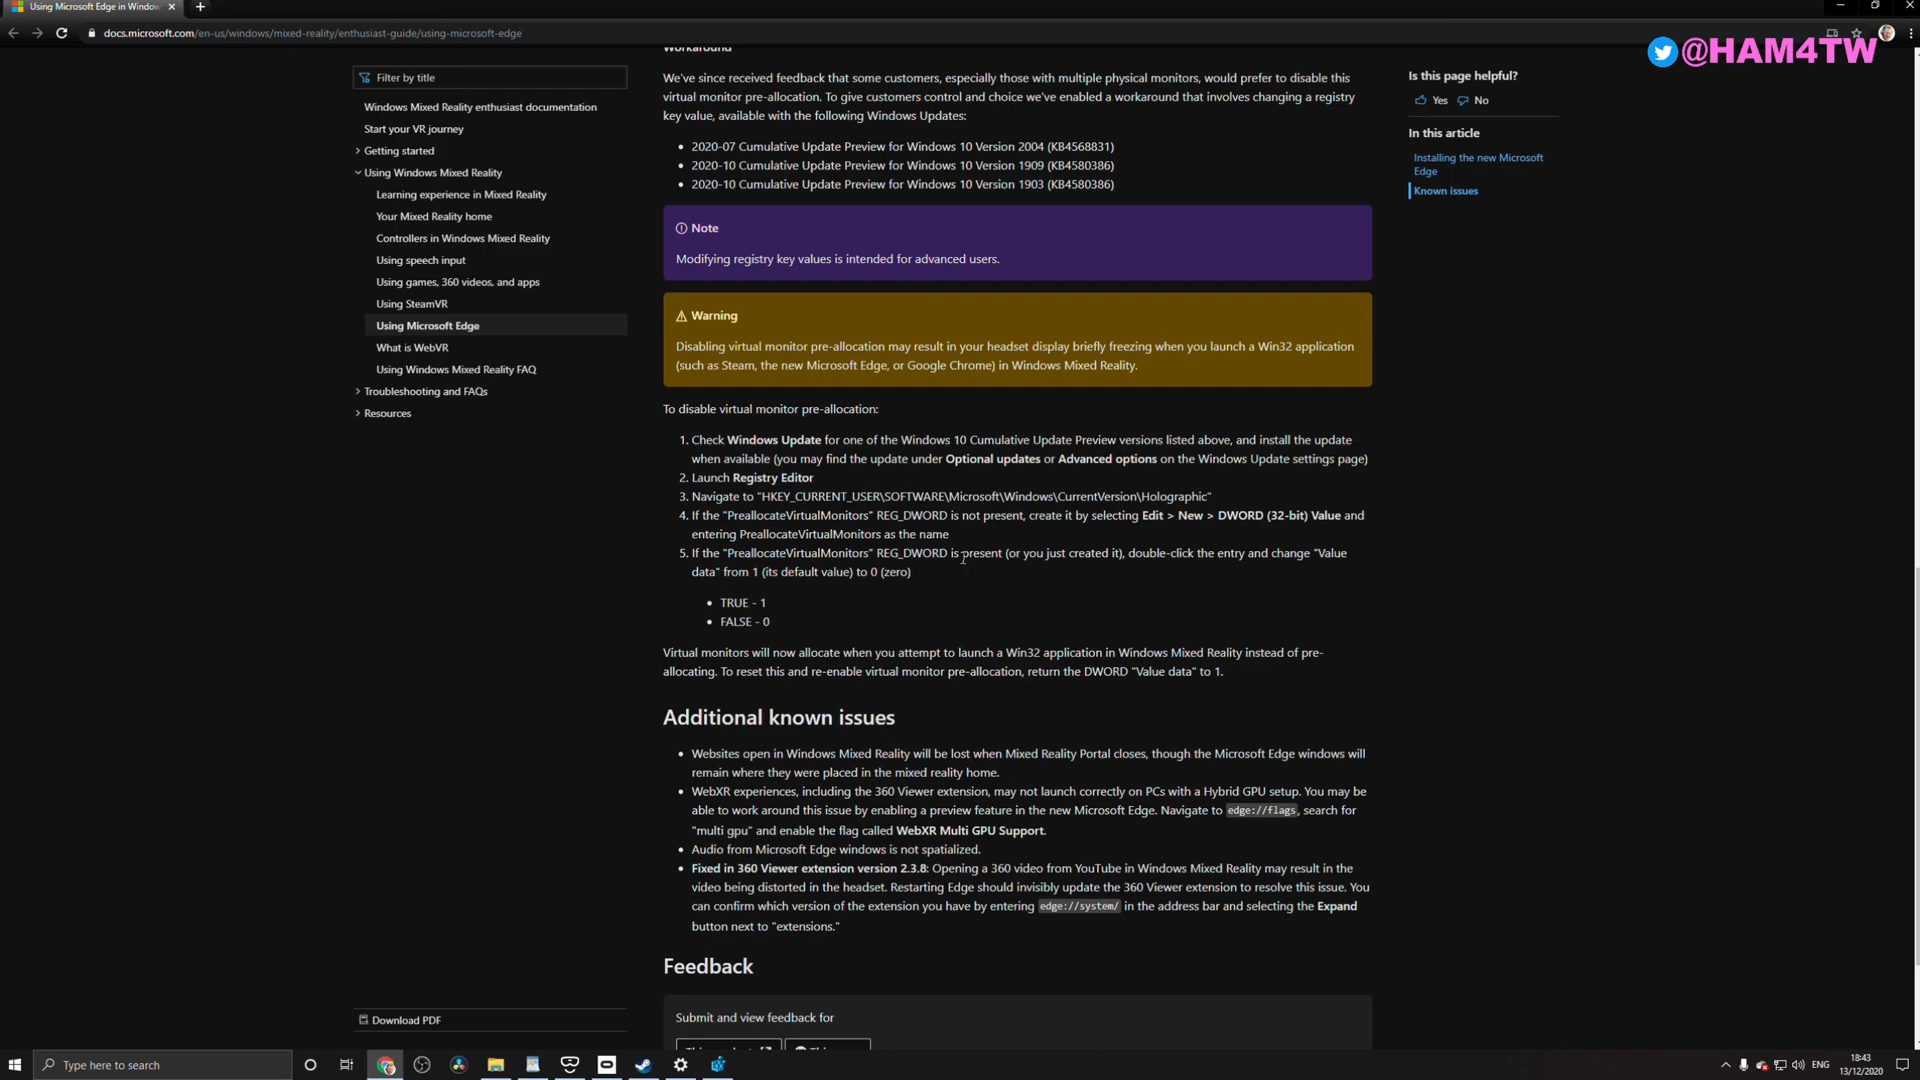 Using Microsoft Edge in Window
docs.microsoft.com/en-us/windows/mixed-reality/enthusiast-guide/using-microsoft-edge
@HAM4TW
Filter by title
Windows Mixed Reality enthusiast documentation
Start your VR journey
Getting started
Using Windows Mixed Reality
Learning experience in Mixed Reality
Your Mixed Reality home
Controllers in Windows Mixed Reality
Using speech input
Using games, 360 videos, and apps
Using SteamVR
Using Microsoft Edge
What is WebVR
Using Windows Mixed Reality FAQ
Troubleshooting and FAQs
Resources
Download PDF
Workaround
We've since received feedback that some customers, especially those with multiple physical monitors, would prefer to disable this
virtual monitor pre-allocation. To give customers control and choice we've enabled a workaround that involves changing a registry
key value, available with the following Windows Updates:
• 2020-07 Cumulative Update Preview for Windows 10 Version 2004 (KB4568831)
• 2020-10 Cumulative Update Preview for Windows 10 Version 1909 (KB4580386)
• 2020-10 Cumulative Update Preview for Windows 10 Version 1903 (KB4580386)
Note
Modifying registry key values is intended for advanced users.
Warning
Disabling virtual monitor pre-allocation may result in your headset display briefly freezing when you launch a Win32 application
(such as Steam, the new Microsoft Edge, or Google Chrome) in Windows Mixed Reality.
To disable virtual monitor pre-allocation:
1. Check Windows Update for one of the Windows 10 Cumulative Update Preview versions listed above, and install the update
when available (you may find the update under Optional updates or Advanced options on the Windows Update settings page)
2. Launch Registry Editor
3. Navigate to "HKEY_CURRENT_USER\SOFTWARE\Microsoft\Windows\CurrentVersion\Holographic"
4. If the "PreallocateVirtualMonitors" REG_DWORD is not present, create it by selecting Edit > New > DWORD (32-bit) Value and
entering PreallocateVirtualMonitors as the name
5. If the "PreallocateVirtualMonitors" REG_DWORD is present (or you just created it), double-click the entry and change "Value
data" from 1 (its default value) to 0 (zero)
• TRUE - 1
• FALSE - 0
Virtual monitors will now allocate when you attempt to launch a Win32 application in Windows Mixed Reality instead of pre-
allocating. To reset this and re-enable virtual monitor pre-allocation, return the DWORD "Value data" to 1.
Additional known issues
• Websites open in Windows Mixed Reality will be lost when Mixed Reality Portal closes, though the Microsoft Edge windows will
remain where they were placed in the mixed reality home.
• WebXR experiences, including the 360 Viewer extension, may not launch correctly on PCs with a Hybrid GPU setup. You may be
able to work around this issue by enabling a preview feature in the new Microsoft Edge. Navigate to edge://flags, search for
"multi gpu" and enable the flag called WebXR Multi GPU Support.
• Audio from Microsoft Edge windows is not spatialized.
• Fixed in 360 Viewer extension version 2.3.8: Opening a 360 video from YouTube in Windows Mixed Reality may result in the
video being distorted in the headset. Restarting Edge should invisibly update the 360 Viewer extension to resolve this issue. You
can confirm which version of the extension you have by entering edge://system/ in the address bar and selecting the Expand
button next to "extensions."
Feedback
Submit and view feedback for
Is this page helpful?
Yes No
In this article
Installing the new Microsoft
Edge
Known issues
Type here to search
ENG
18:43
13/12/2020